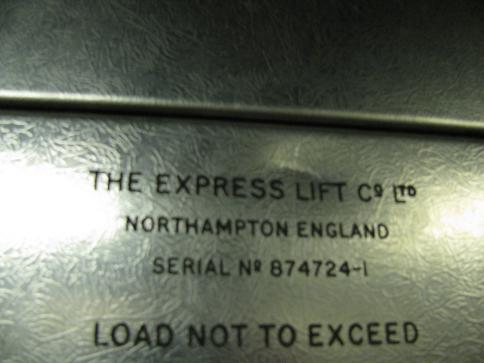 THE EXPRESS LIFT Cº LTD
NORTHAMPTON ENGLAND
SERIAL Nº 874724-1
LOAD NOT TO EXCEED